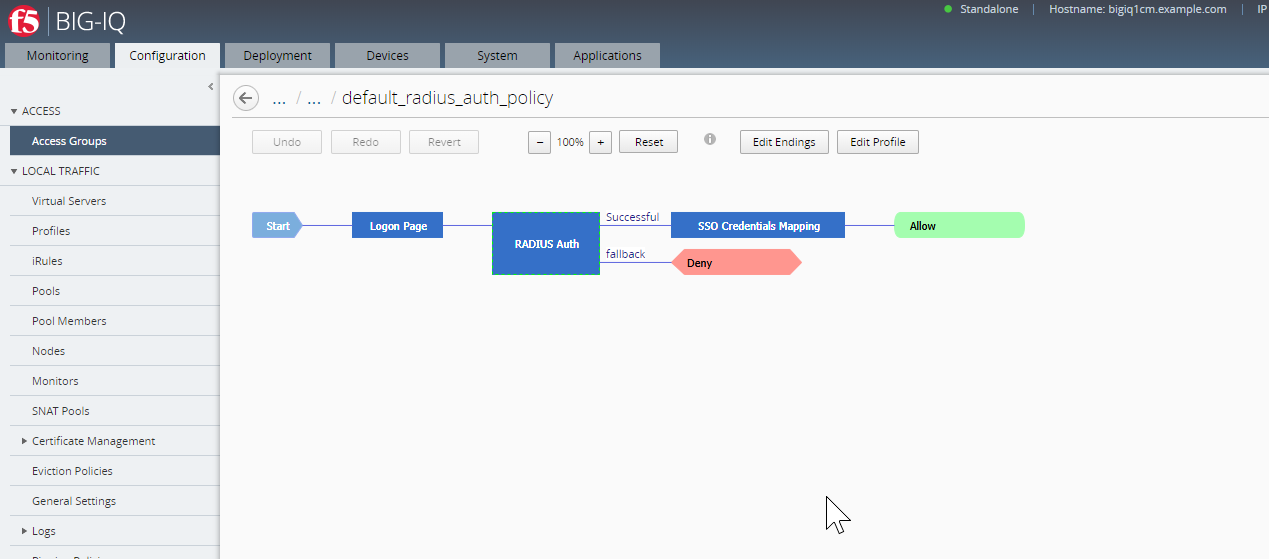 f5 BIG-IQ
Standalone Hostname: bigiq1cm.example.com IP
Monitoring Configuration Deployment Devices System Applications
ACCESS
Access Groups
LOCAL TRAFFIC
Virtual Servers
Profiles
iRules
Pools
Pool Members
Nodes
Monitors
SNAT Pools
Certificate Management
Eviction Policies
General Settings
Logs
... / ... / default_radius_auth_policy
Undo Redo Revert − 100% + Reset Edit Endings Edit Profile
Start Logon Page RADIUS Auth Successful SSO Credentials Mapping Allow
fallback Deny